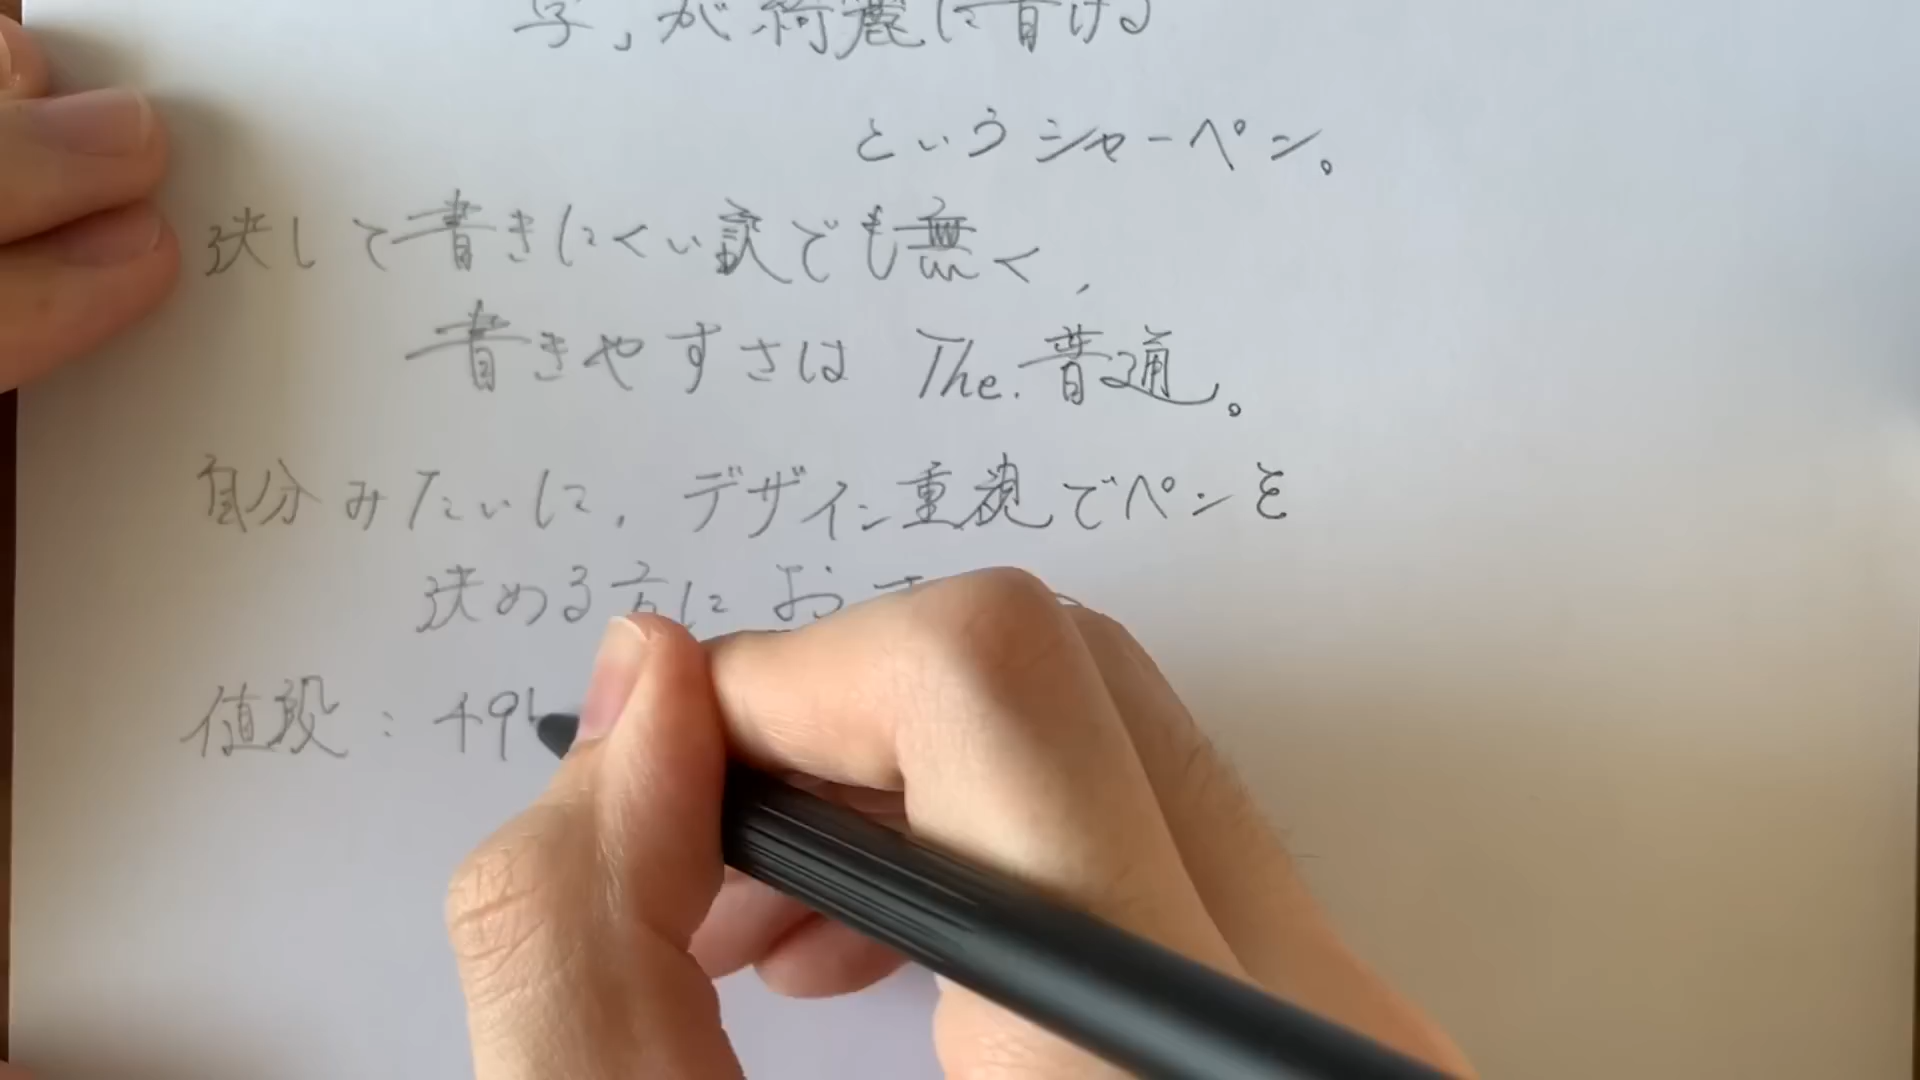 字」が綺麗に書ける
というシャーペン。
決して書きにくい訳でも無く,
書きやすさは The.普通。
自分みたいに,デザイン重視でペンを
決める方に お
値段:49